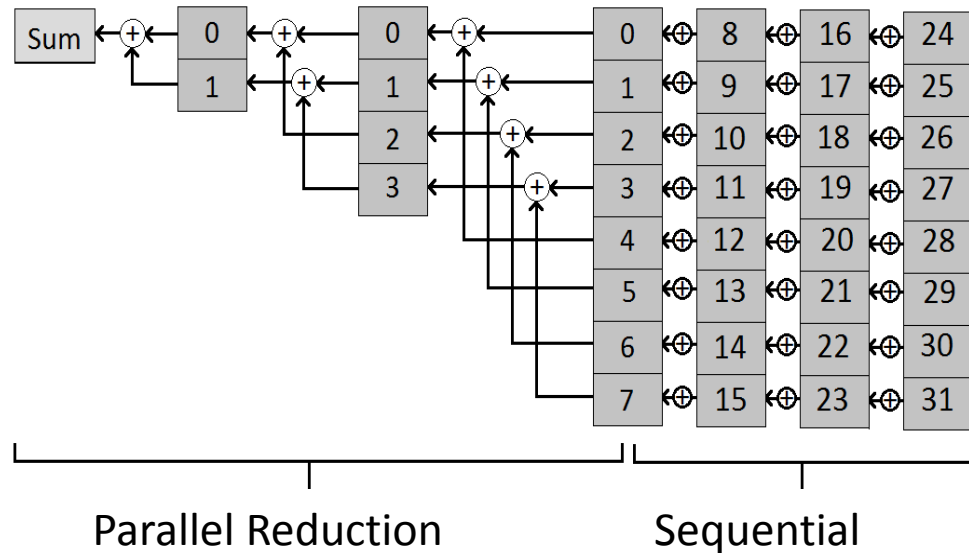 Sum + 0 + 0 + 0 + 8 + 16 + 24
1 + 1 + 1 + 9 + 17 + 25
2 + 2 + 10 + 18 + 26
3 + 3 + 11 + 19 + 27
4 + 12 + 20 + 28
5 + 13 + 21 + 29
6 + 14 + 22 + 30
7 + 15 + 23 + 31
Parallel Reduction Sequential